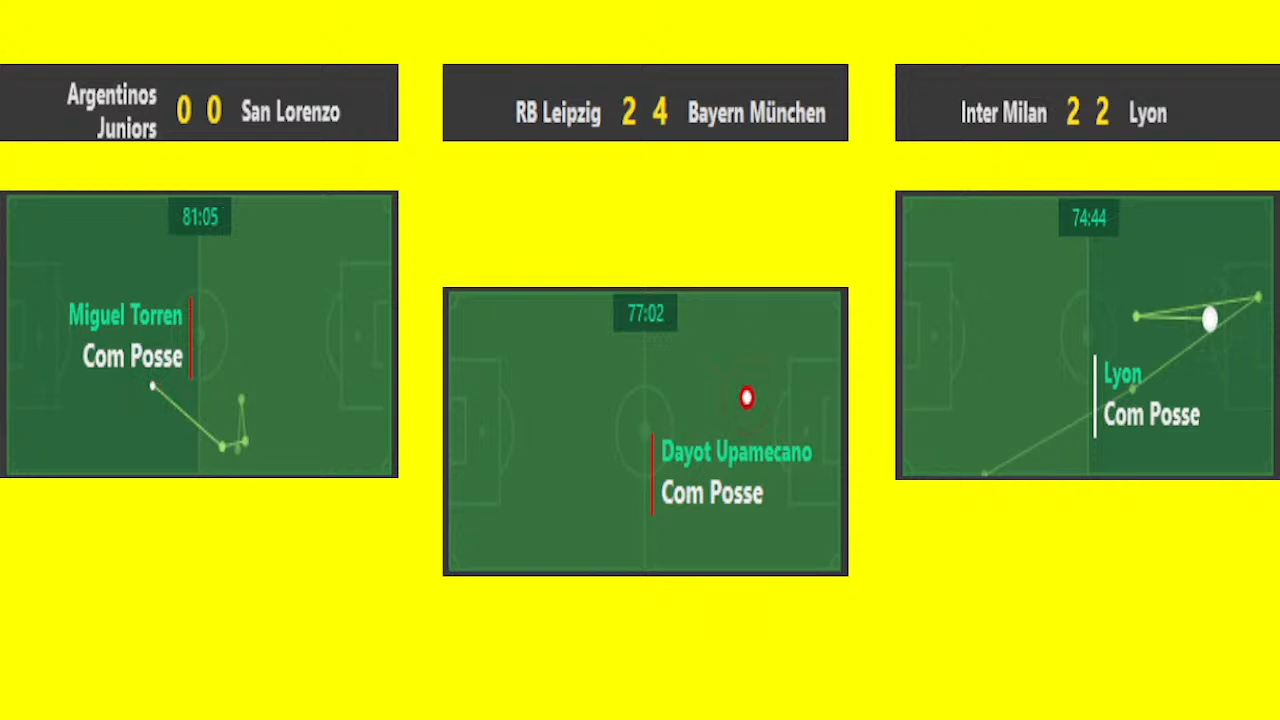 Argentinos
Juniors
0 0
San Lorenzo
RB Leipzig 2 4 Bayern München
Inter Milan 2 2 Lyon
81:05
Miguel Torren
Com Posse
77:02
Dayot Upamecano
Com Posse
74:44
Lyon
Com Posse